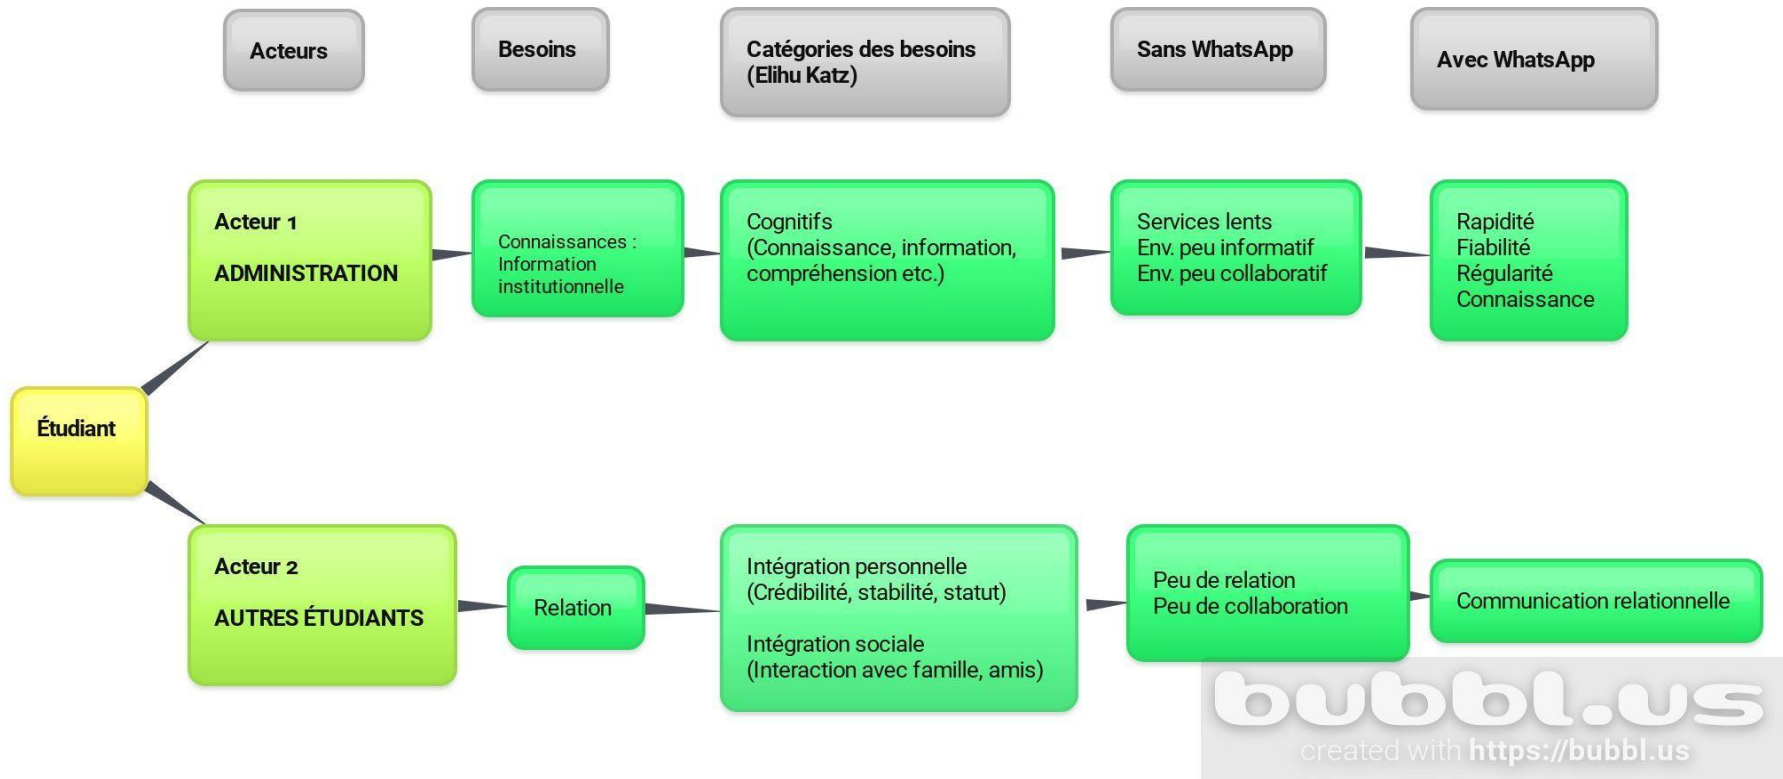 Acteurs
Besoins
Catégories des besoins
(Elihu Katz)
Sans WhatsApp
Avec WhatsApp
Acteur 1
ADMINISTRATION
Connaissances :
Information
institutionnelle
Cognitifs
(Connaissance, information,
compréhension etc.)
Services lents
Env. peu informatif
Env. peu collaboratif
Rapidité
Fiabilité
Régularité
Connaissance
Étudiant
Acteur 2
AUTRES ÉTUDIANTS
Relation
Intégration personnelle
(Crédibilité, stabilité, statut)
Intégration sociale
(Interaction avec famille, amis)
Peu de relation
Peu de collaboration
Communication relationnelle
bubbl.us
created with https://bubbl.us